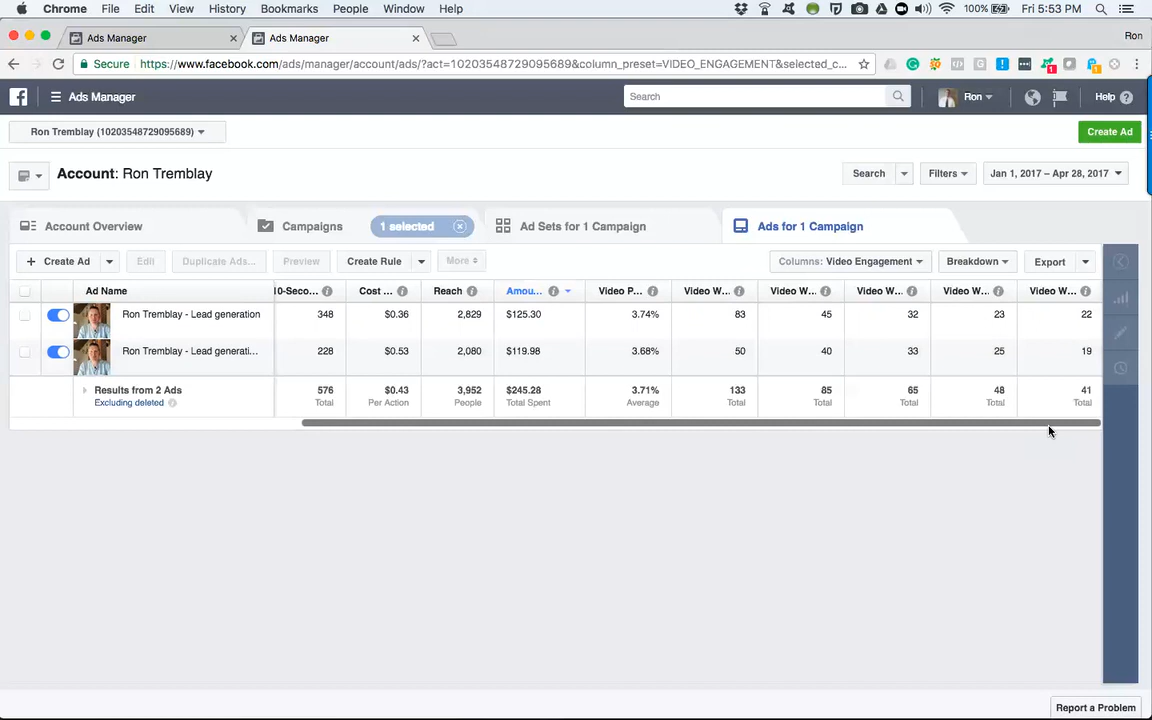 Chrome File Edit View History Bookmarks People Window Help 100% Fri 5:53 PM
Ads Manager Ads Manager Ron
Secure https://www.facebook.com/ads/manager/account/ads/?act=10203548729095689&column_preset=VIDEO_ENGAGEMENT&selected_c...
Ads Manager Search Ron Help
Ron Tremblay (10203548729095689) Create Ad
Account: Ron Tremblay Search Filters Jan 1, 2017 – Apr 28, 2017
Account Overview Campaigns 1 selected Ad Sets for 1 Campaign Ads for 1 Campaign
+ Create Ad Edit Duplicate Ads... Preview Create Rule More Columns: Video Engagement Breakdown Export
Ad Name 10-Seco... Cost ... Reach Amou... Video P... Video W... Video W... Video W... Video W... Video W...
Ron Tremblay - Lead generation 348 $0.36 2,829 $125.30 3.74% 83 45 32 23 22
Ron Tremblay - Lead generati... 228 $0.53 2,080 $119.98 3.68% 50 40 33 25 19
Results from 2 Ads 576 $0.43 3,952 $245.28 3.71% 133 85 65 48 41
Excluding deleted Total Per Action People Total Spent Average Total Total Total Total Total
Report a Problem